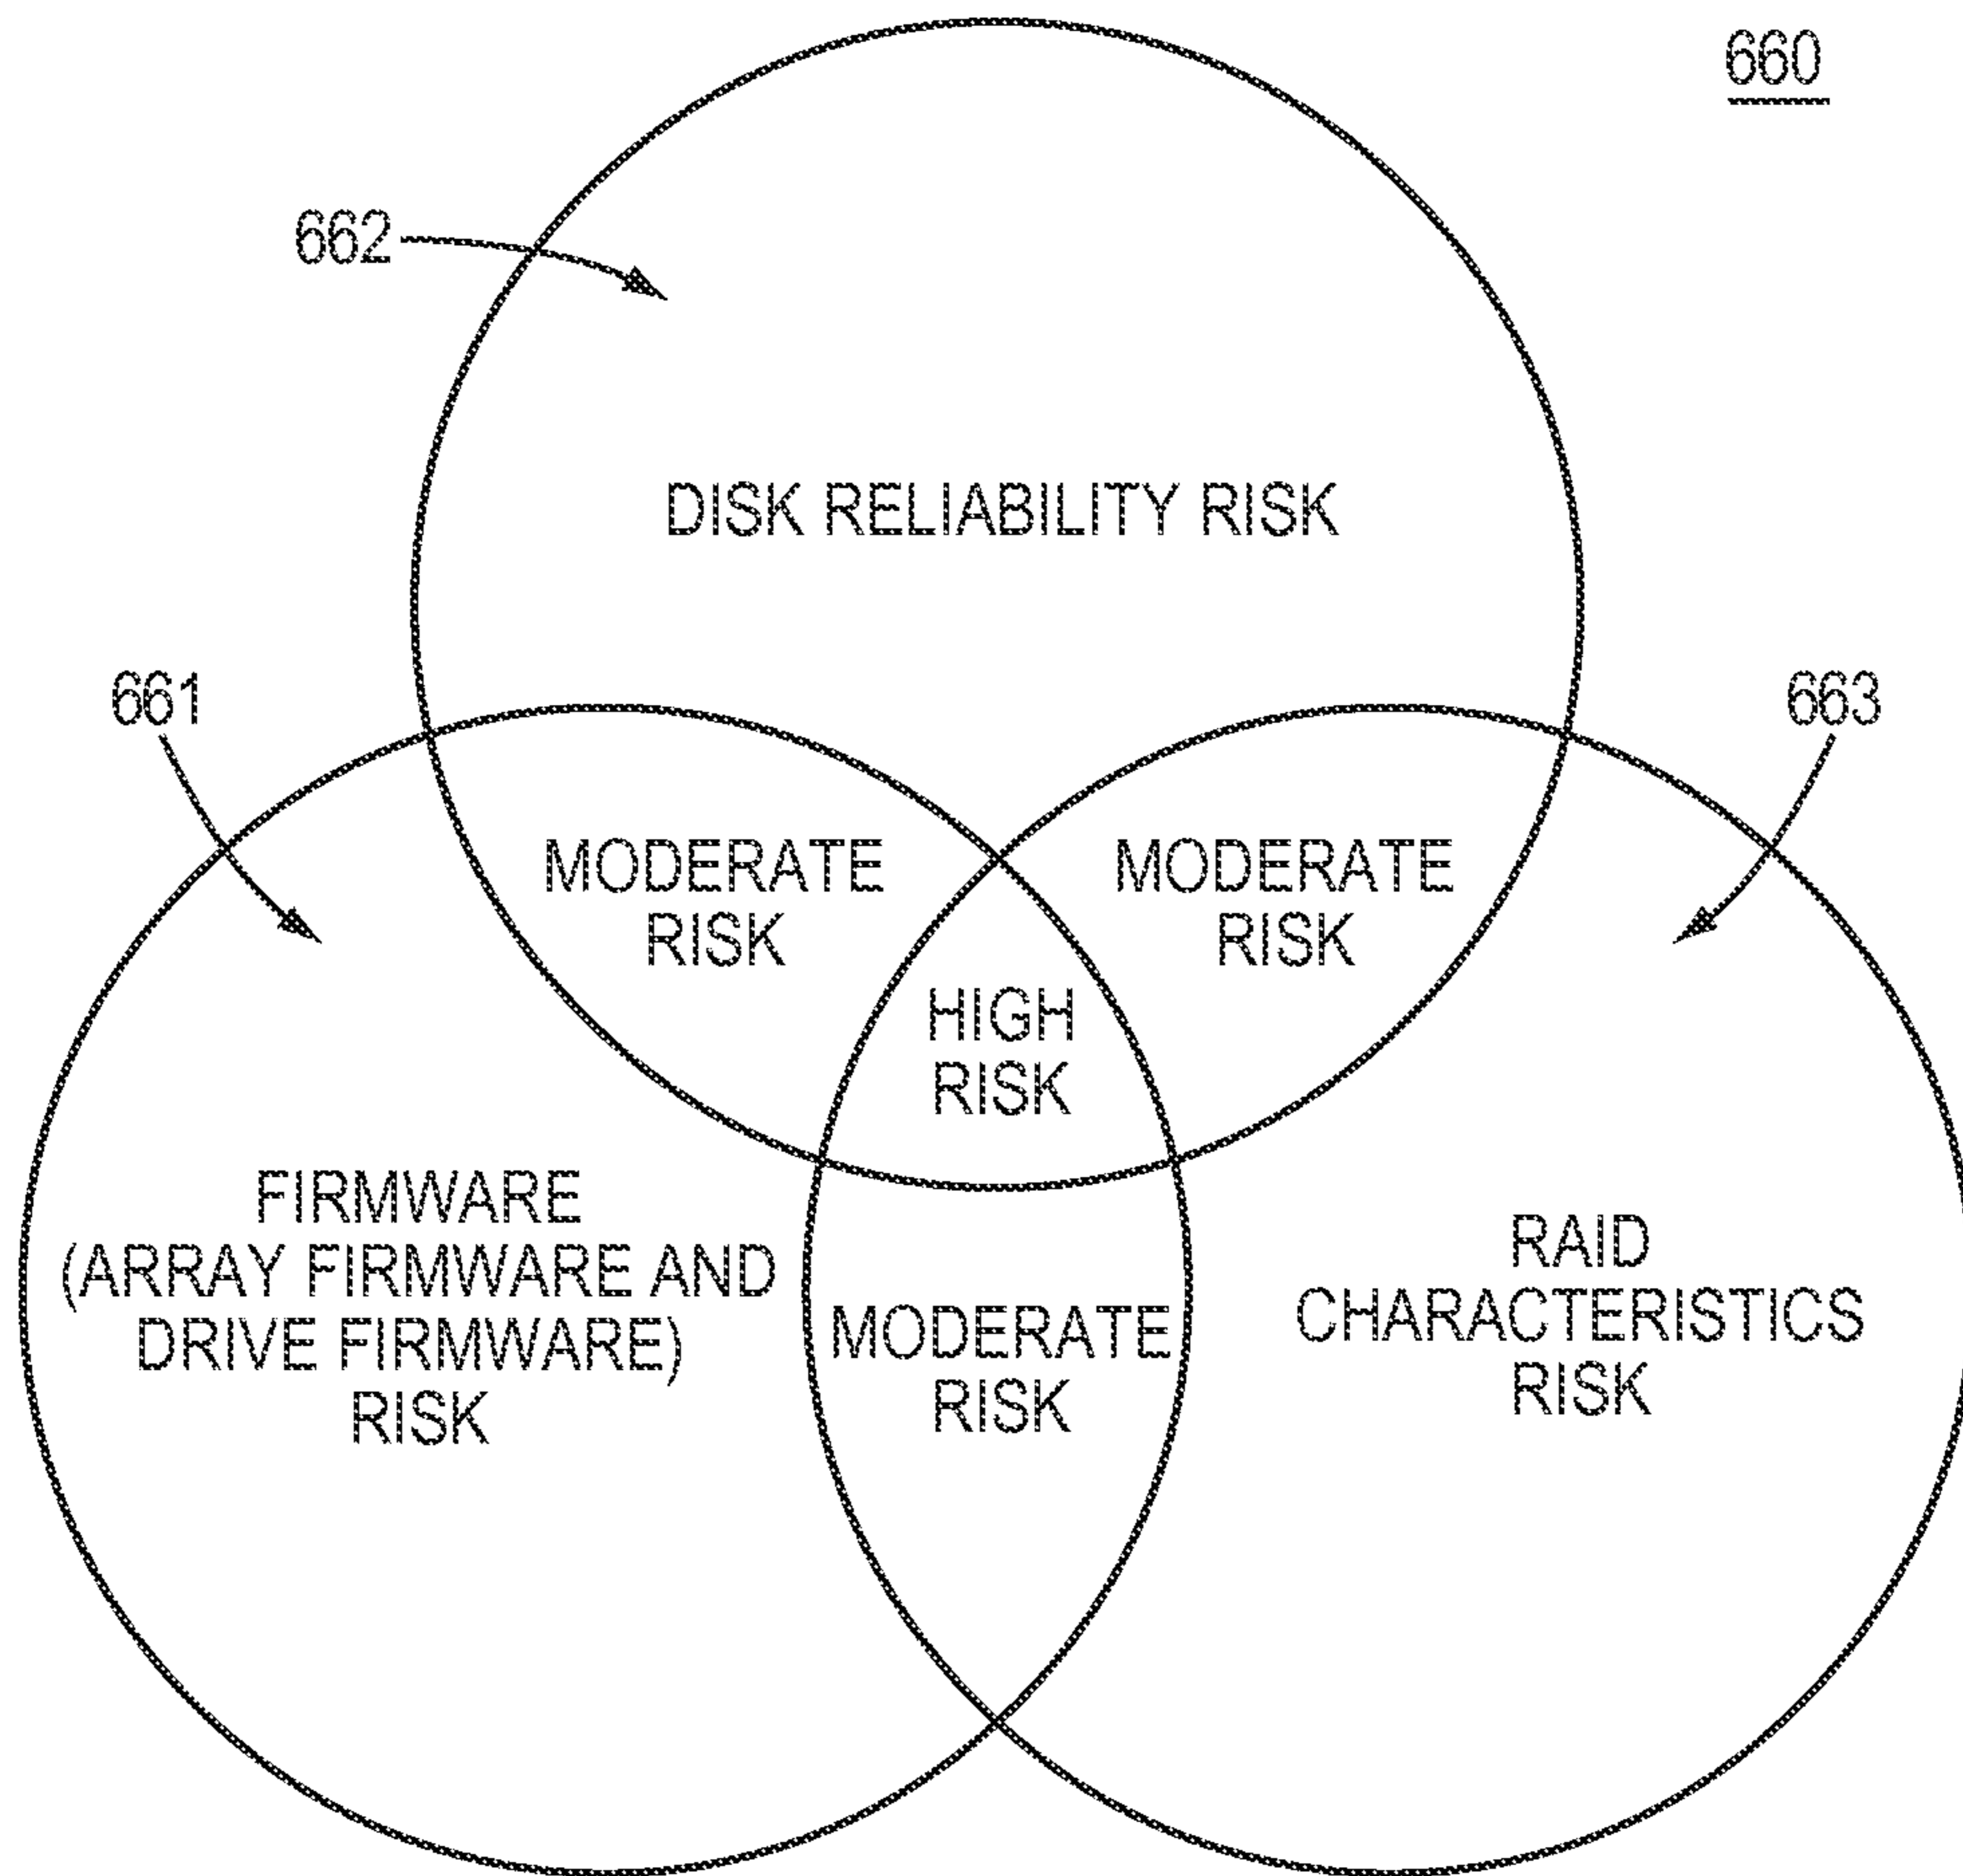 660
662
DISK RELIABILITY RISK
661
663
MODERATE
RISK
MODERATE
RISK
HIGH
RISK
FIRMWARE
(ARRAY FIRMWARE AND
DRIVE FIRMWARE)
RISK
MODERATE
RISK
RAID
CHARACTERISTICS
RISK